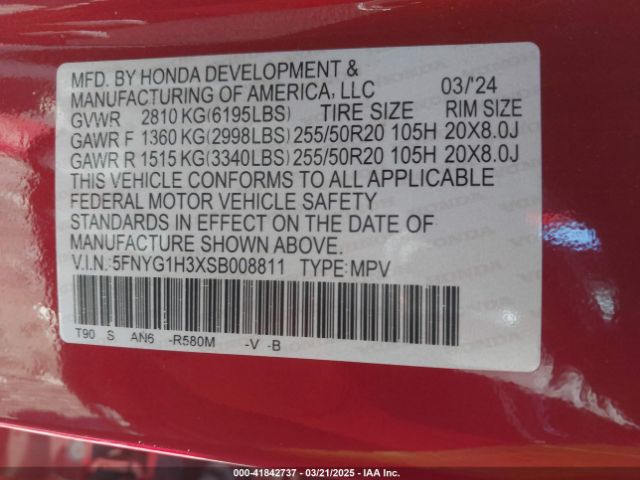 MFD. BY HONDA DEVELOPMENT &
MANUFACTURING OF AMERICA, LLC 03/'24
GVWR 2810 KG(6195LBS) TIRE SIZE RIM SIZE
GAWR F 1360 KG(2998LBS) 255/50R20 105H 20X8.0J
GAWR R 1515 KG(3340LBS) 255/50R20 105H 20X8.0J
THIS VEHICLE CONFORMS TO ALL APPLICABLE
FEDERAL MOTOR VEHICLE SAFETY
STANDARDS IN EFFECT ON THE DATE OF
MANUFACTURE SHOWN ABOVE.
V.I.N.:5FNYG1H3XSB008811 TYPE:MPV
T90 S AN6 -R580M -V -B
000-41842737 - 03/21/2025 - IAA Inc.